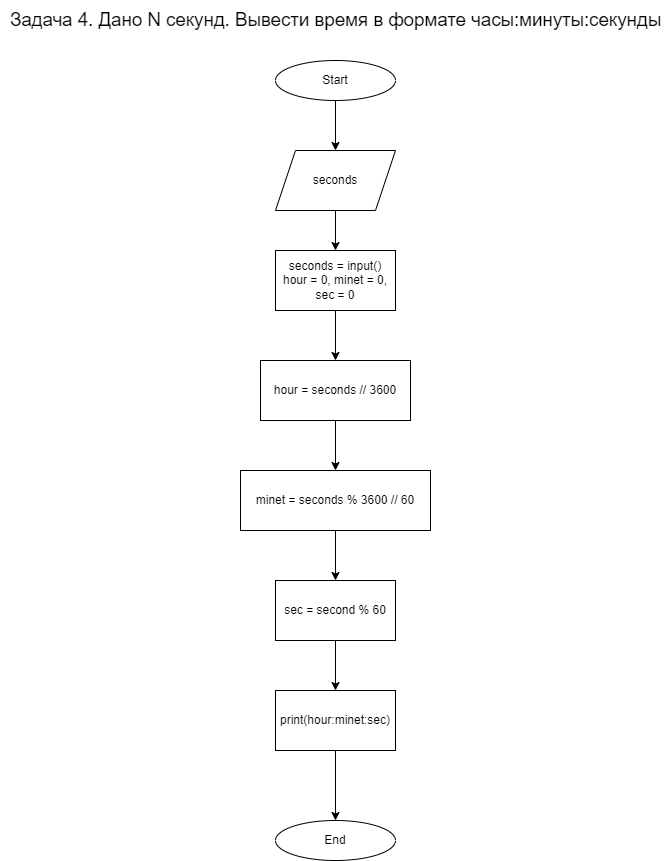 Задача 4. Дано N секунд. Вывести время в формате часы:минуты:секунды
Start
seconds
seconds = input()
hour = 0, minet = 0,
sec = 0
hour = seconds // 3600
minet = seconds % 3600 // 60
sec = second % 60
print(hour:minet:sec)
End